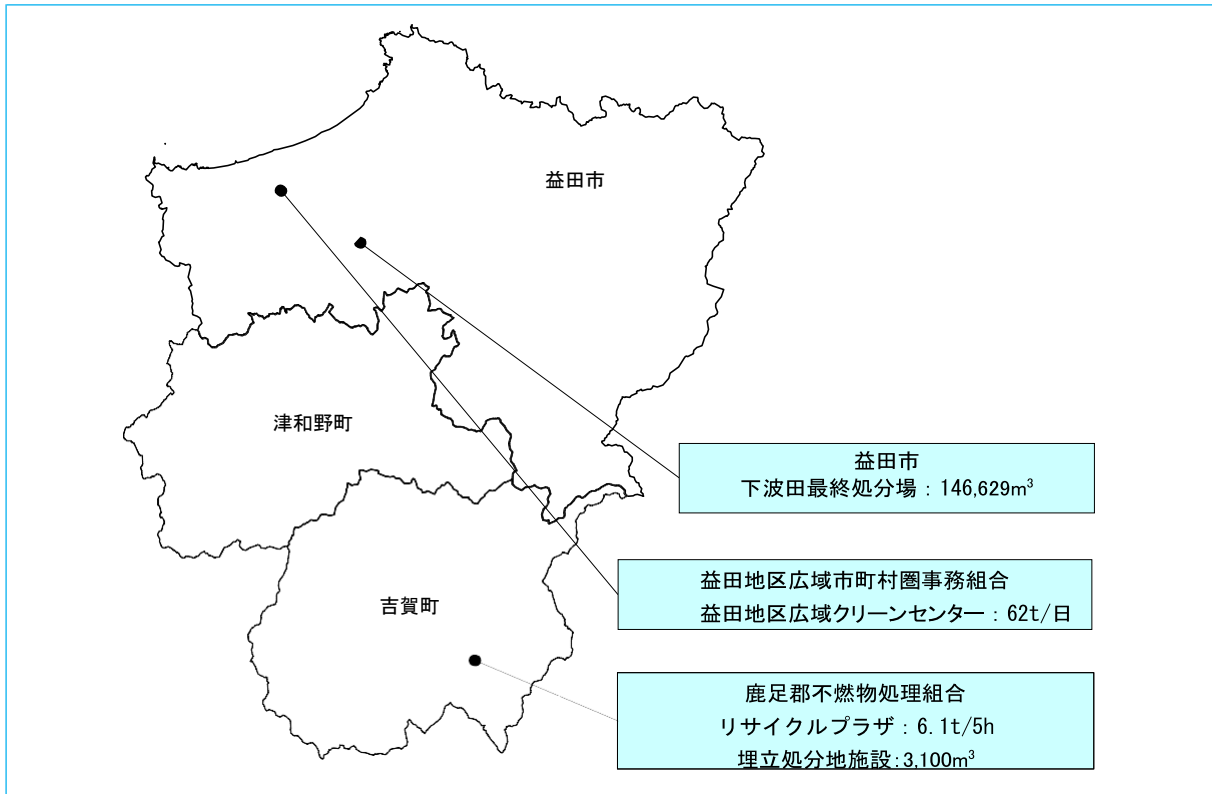 益田市
津和野町
吉賀町
益田市
下波田最終処分場：146,629m³
益田地区広域市町村圏事務組合
益田地区広域クリーンセンター：62t/日
鹿足郡不燃物処理組合
リサイクルプラザ：6.1t/5h
埋立処分地施設:3,100m³